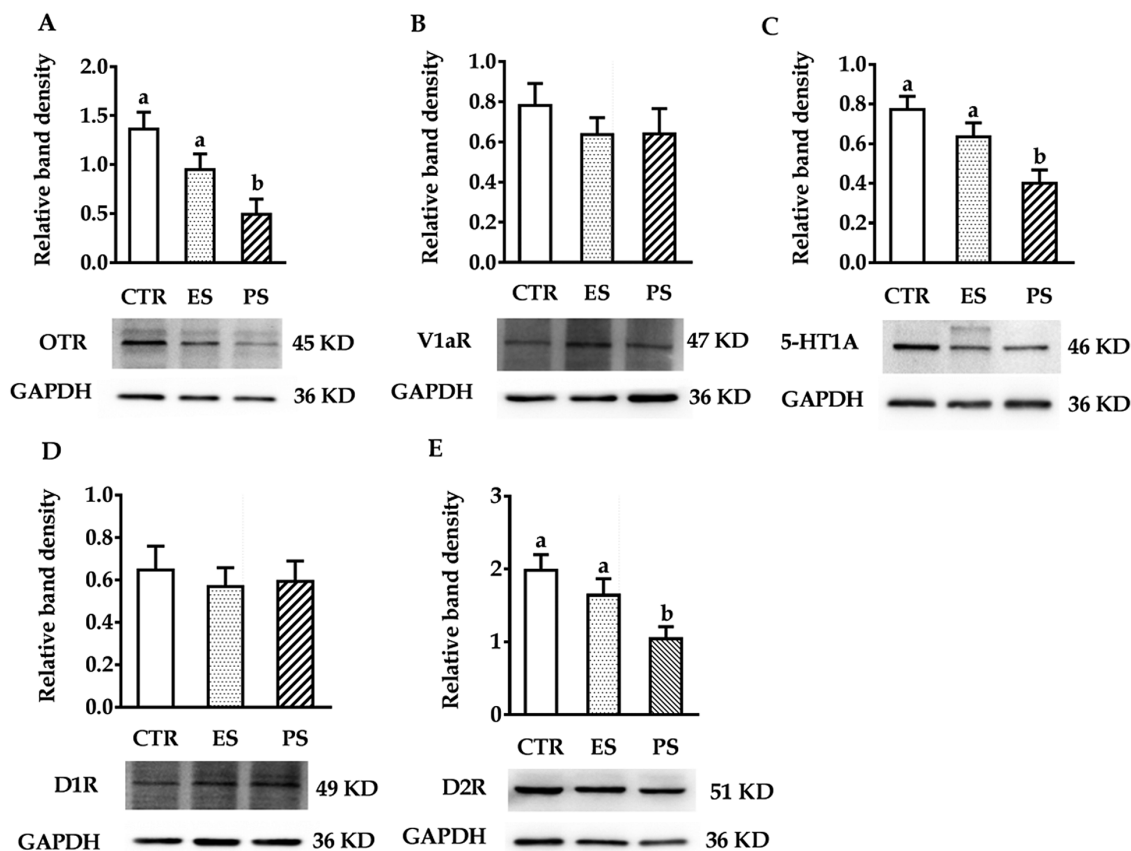 A
Relative band density
2.0
1.5
1.0
0.5
0.0
a
a
b
CTR ES PS
OTR 45 KD
GAPDH 36 KD
B
Relative band density
1.0
0.8
0.6
0.4
0.2
0.0
CTR ES PS
V1aR 47 KD
GAPDH 36 KD
C
Relative band density
1.0
0.8
0.6
0.4
0.2
0.0
a
a
b
CTR ES PS
5-HT1A 46 KD
GAPDH 36 KD
D
Relative band density
1.0
0.8
0.6
0.4
0.2
0.0
CTR ES PS
D1R 49 KD
GAPDH 36 KD
E
Relative band density
3
2
1
0
a
a
b
CTR ES PS
D2R 51 KD
GAPDH 36 KD